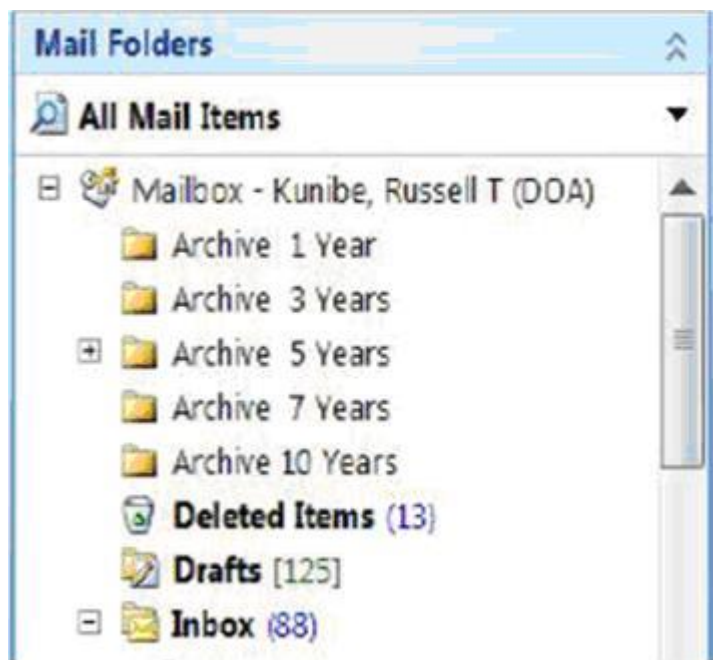 Mail Folders
All Mail Items
Mailbox - Kunibe, Russell T (DOA)
Archive 1 Year
Archive 3 Years
Archive 5 Years
Archive 7 Years
Archive 10 Years
Deleted Items (13)
Drafts [125]
Inbox (88)